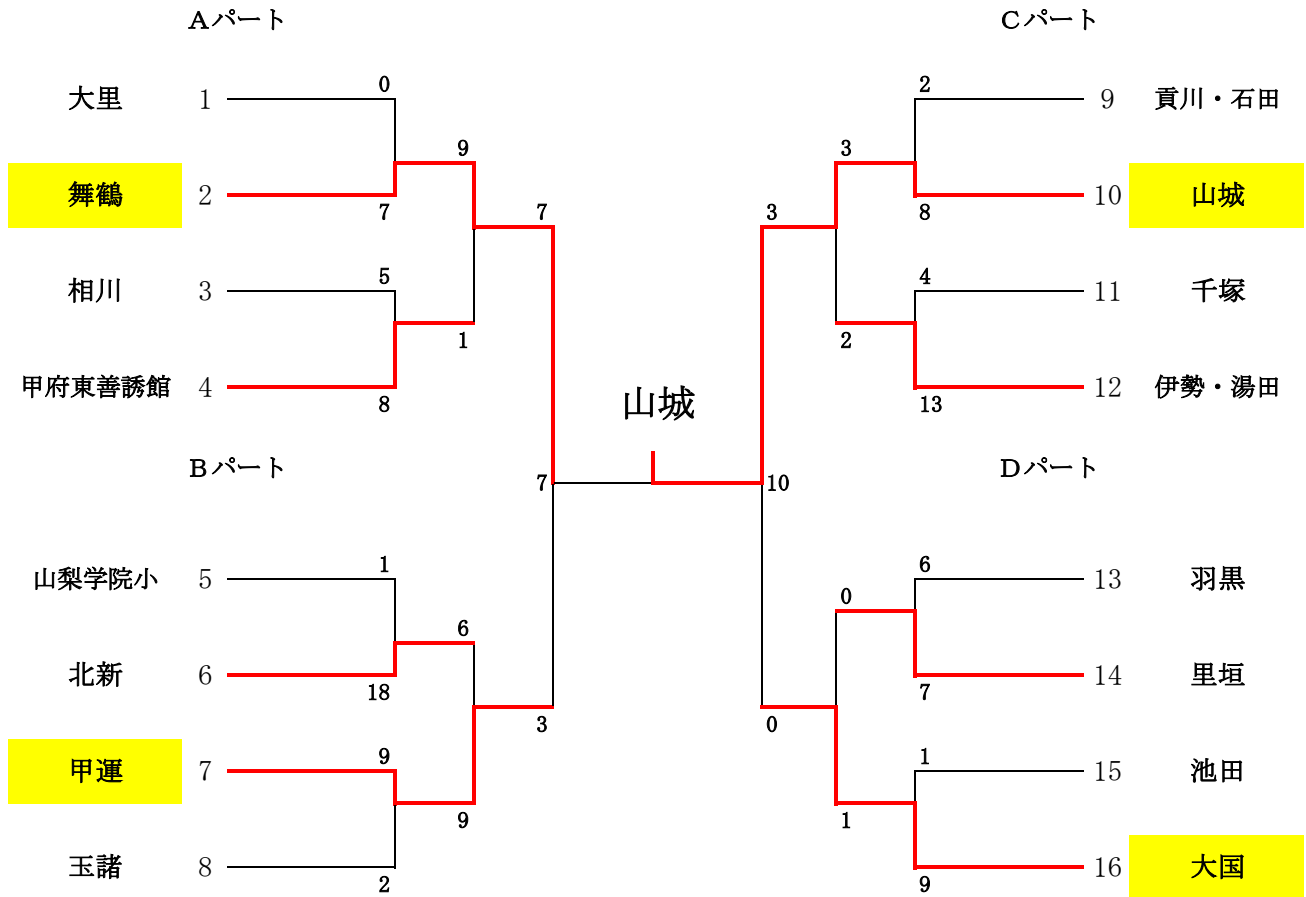 Aパート
Cパート
0
2
大里 1
9 貢川・石田
9
3
舞鶴 2
10 山城
7
7
3
8
5
4
相川 3
11 千塚
1
2
甲府東善誘館 4
12 伊勢・湯田
8
山城
13
Bパート
Dパート
7
10
1
6
山梨学院小 5
13 羽黒
6
0
北新 6
14 里垣
18
3
0
7
9
1
甲運 7
15 池田
9
1
玉諸 8
16 大国
2
9